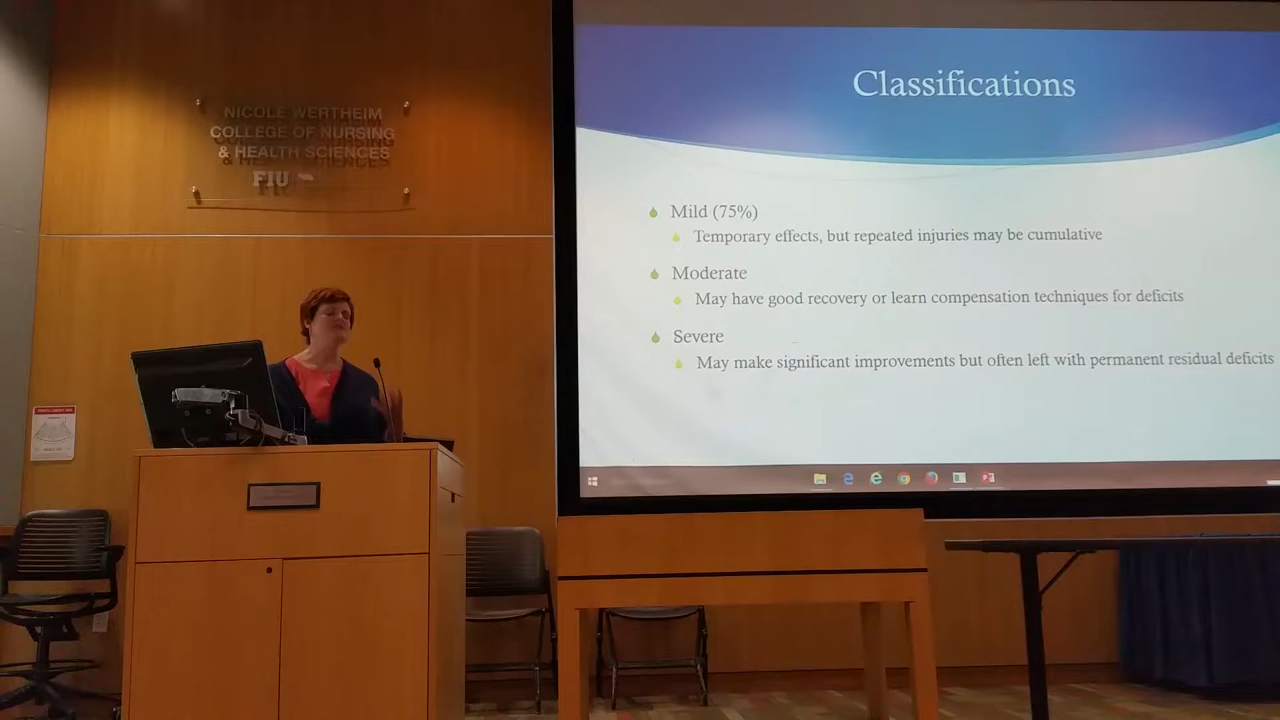 NICOLE WERTHEIM
COLLEGE OF NURSING
& HEALTH SCIENCES
FIU
Classifications
Mild (75%)
Temporary effects, but repeated injuries may be cumulative
Moderate
May have good recovery or learn compensation techniques for deficits
Severe
May make significant improvements but often left with permanent residual deficits